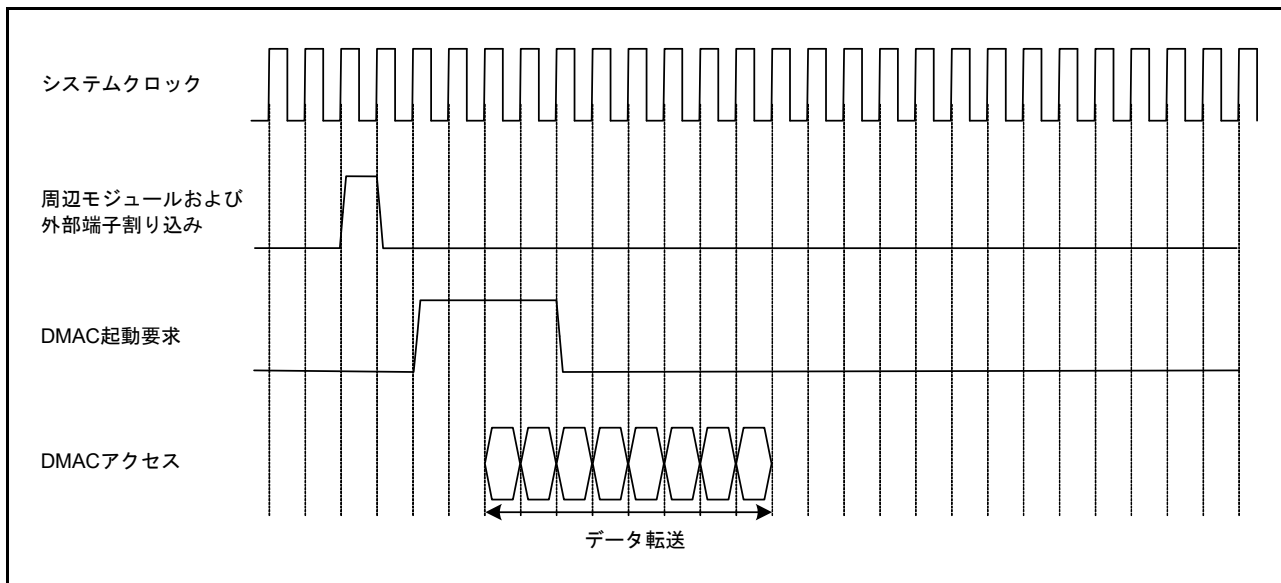 システムクロック
周辺モジュールおよび
外部端子割り込み
DMAC起動要求
DMACアクセス
データ転送